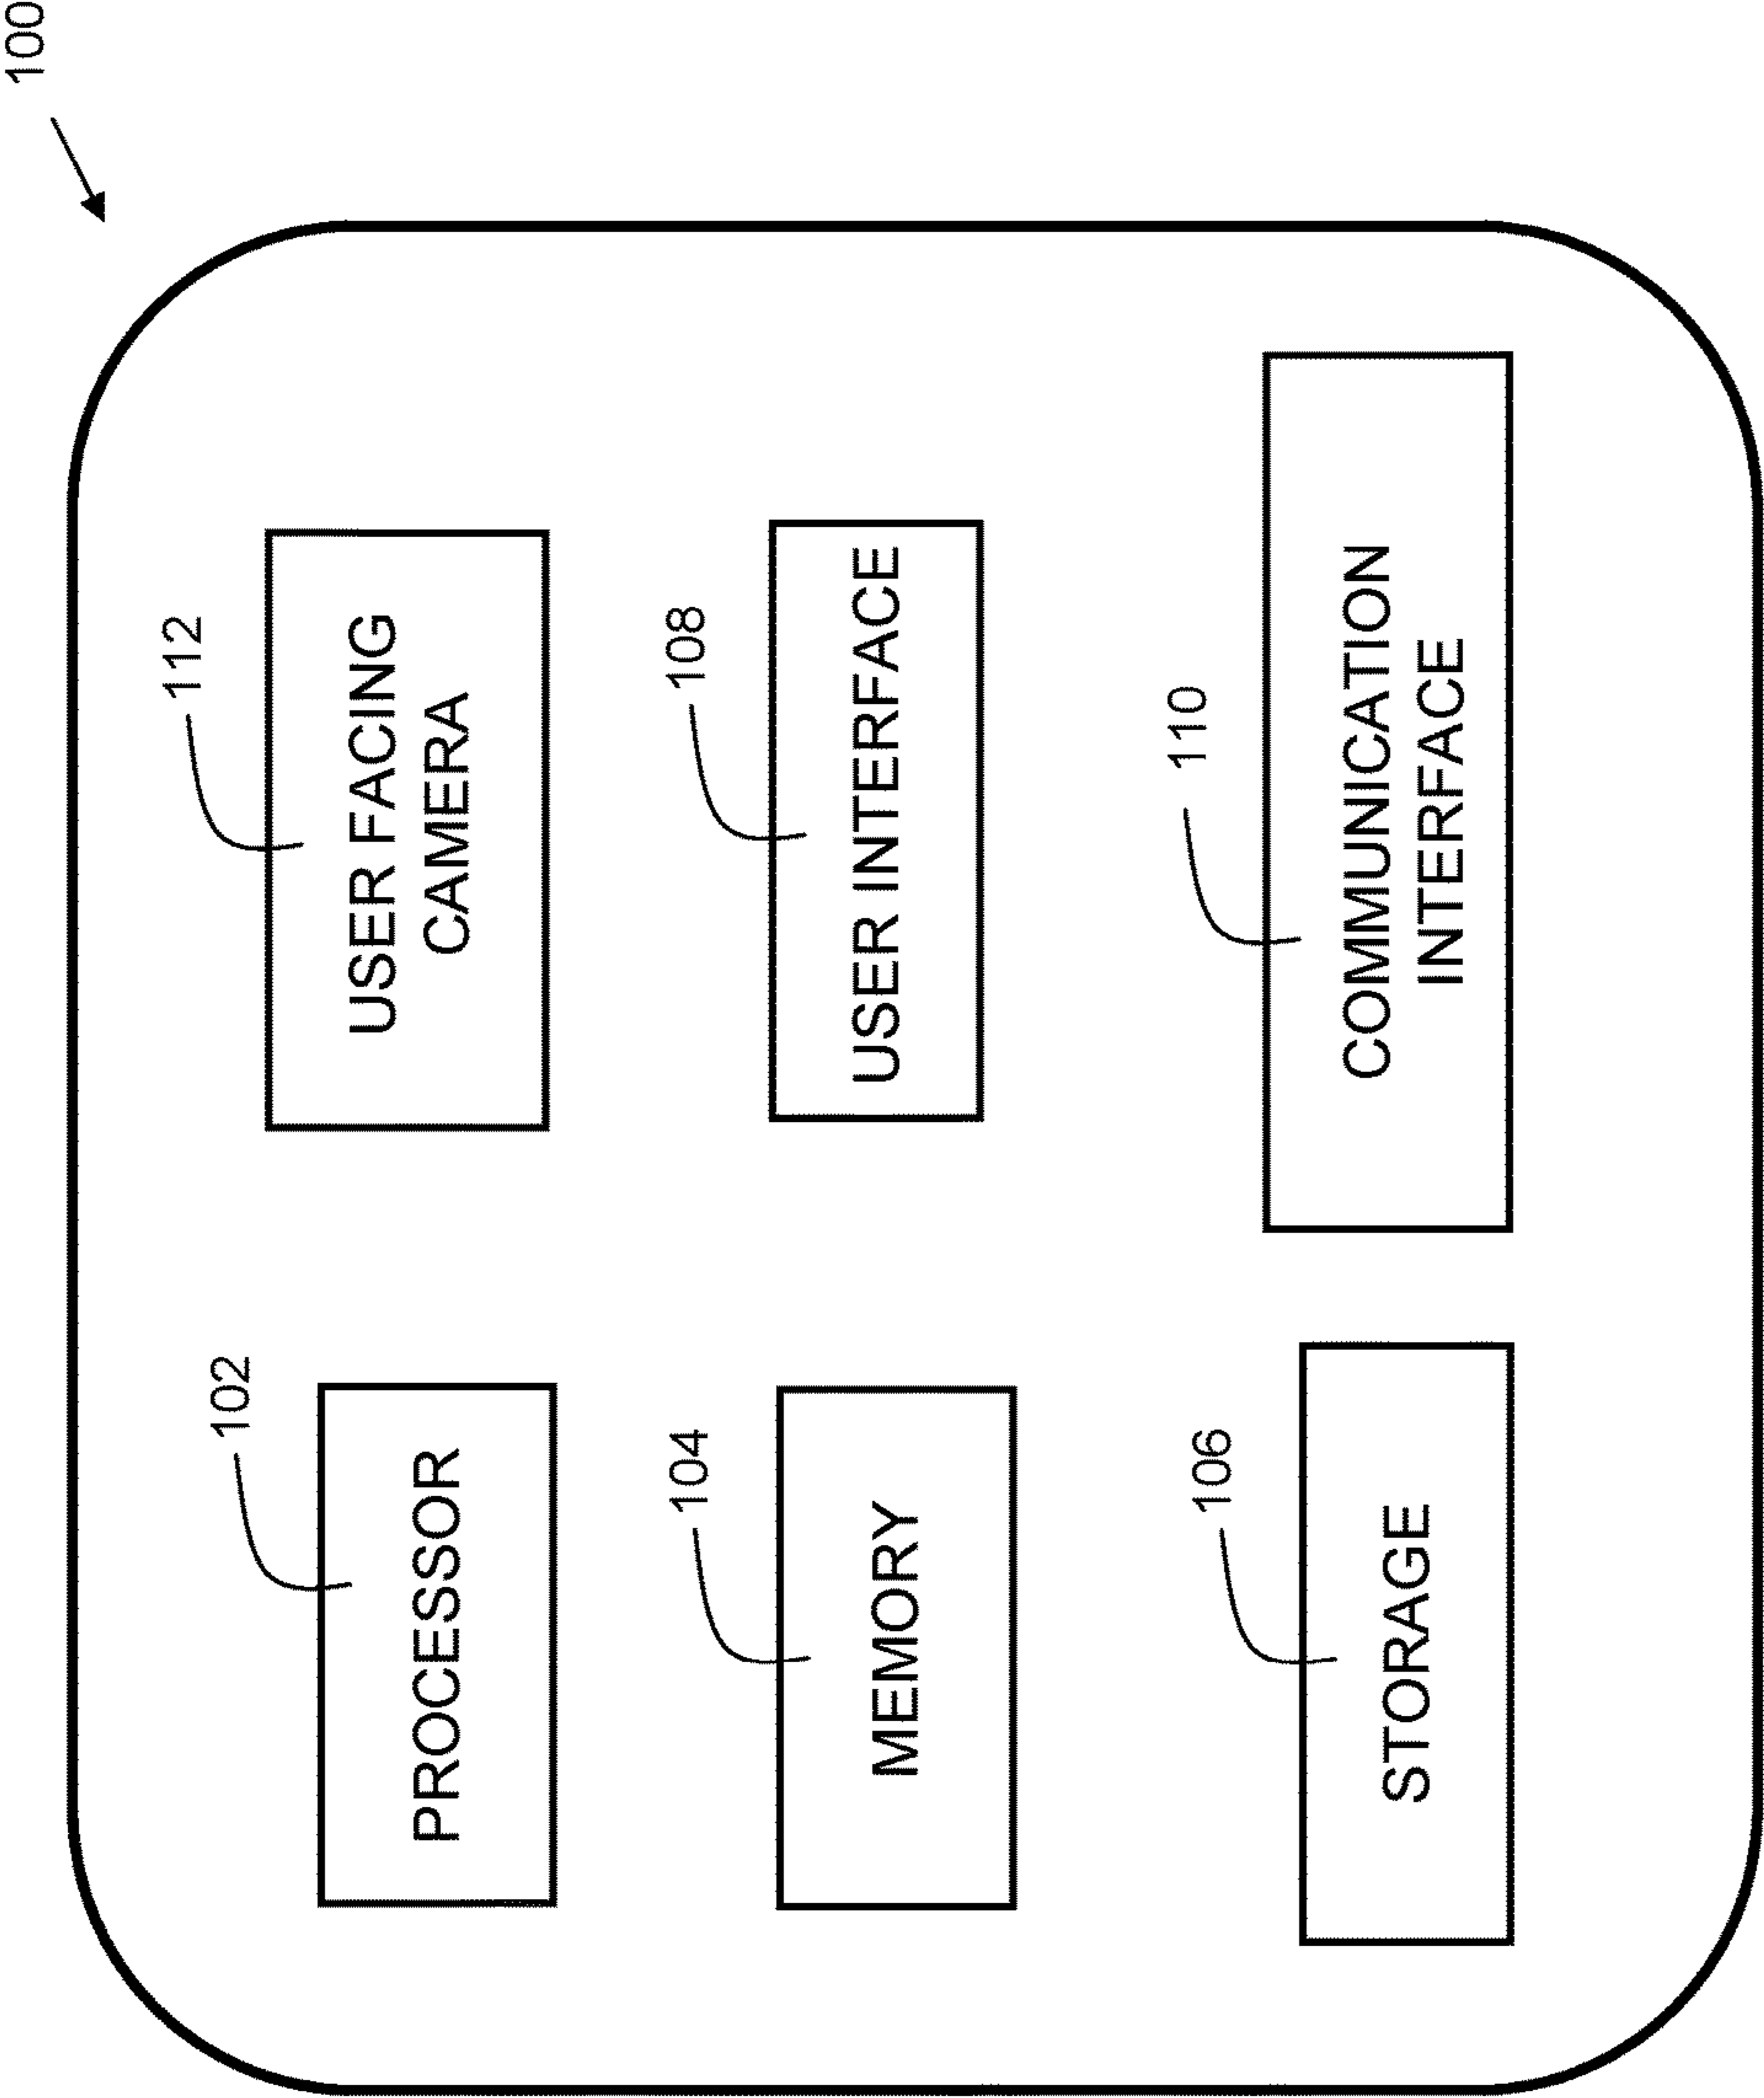 100
102
PROCESSOR
112
USER FACING
CAMERA
104
MEMORY
108
USER INTERFACE
106
STORAGE
110
COMMUNICATION
INTERFACE